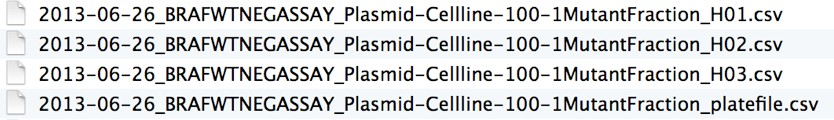 2013-06-26_BRAFWTNEGASSAY_Plasmid-Cellline-100-1MutantFraction_H01.csv
2013-06-26_BRAFWTNEGASSAY_Plasmid-Cellline-100-1MutantFraction_H02.csv
2013-06-26_BRAFWTNEGASSAY_Plasmid-Cellline-100-1MutantFraction_H03.csv
2013-06-26_BRAFWTNEGASSAY_Plasmid-Cellline-100-1MutantFraction_platefile.csv